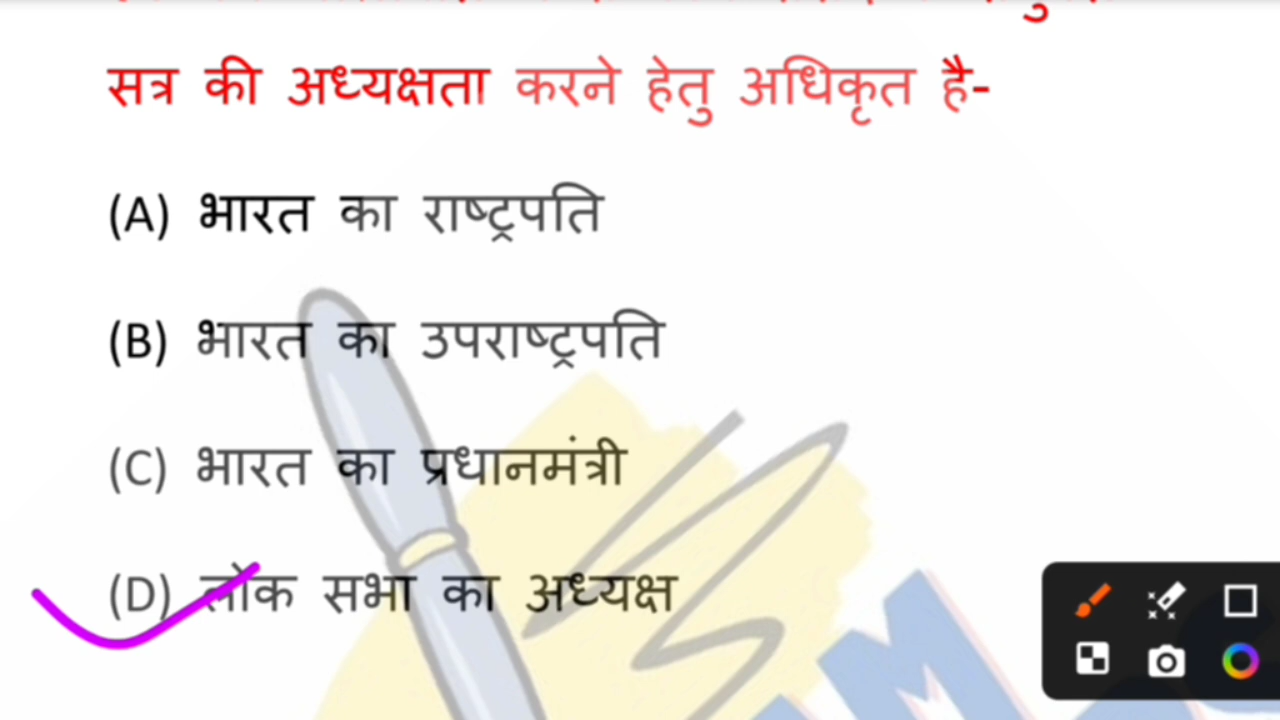 सत्र की अध्यक्षता करने हेतु अधिकृत है-
(A) भारत का राष्ट्रपति
(B) भारत का उपराष्ट्रपति
(C) भारत का प्रधानमंत्री
(D) लोक सभा का अध्यक्ष